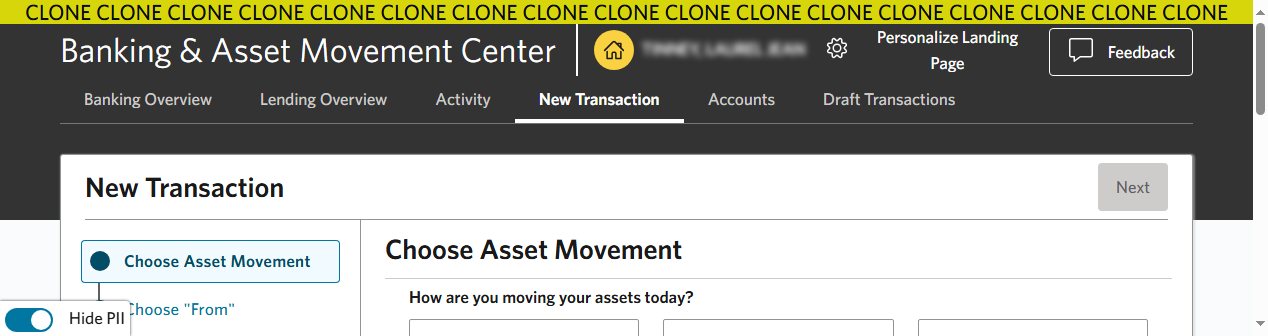 CLONE CLONE CLONE CLONE CLONE CLONE CLONE CLONE CLONE CLONE CLONE CLONE CLONE CLONE CLONE CLONE CLONE
Banking & Asset Movement Center
Personalize Landing
Page
Feedback
Banking Overview Lending Overview Activity New Transaction Accounts Draft Transactions
New Transaction
Next
Choose Asset Movement
Choose Asset Movement
How are you moving your assets today?
Choose "From"
Hide PII